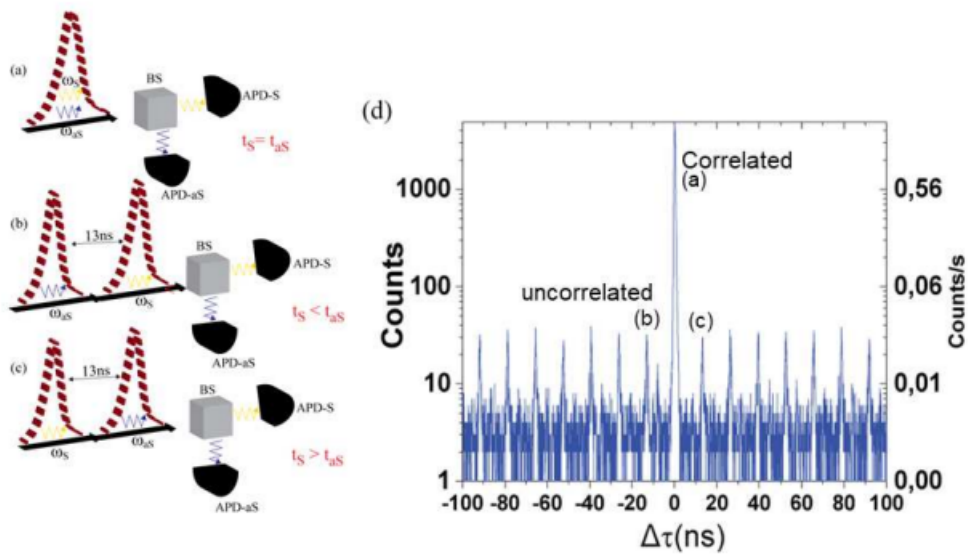 (a)
ωS
ωaS
BS
APD-S
tS= taS
APD-aS
(b)
13ns
ωaS
ωS
BS
APD-S
tS < taS
APD-aS
(c)
13ns
ωS
ωaS
BS
APD-S
tS > taS
APD-aS
(d)
Counts
1000
100
10
1
Correlated
(a)
uncorrelated
(b)
(c)
0,56
0,06
0,01
0,00
Counts/s
-100 -80 -60 -40 -20 0 20 40 60 80 100
Δτ(ns)